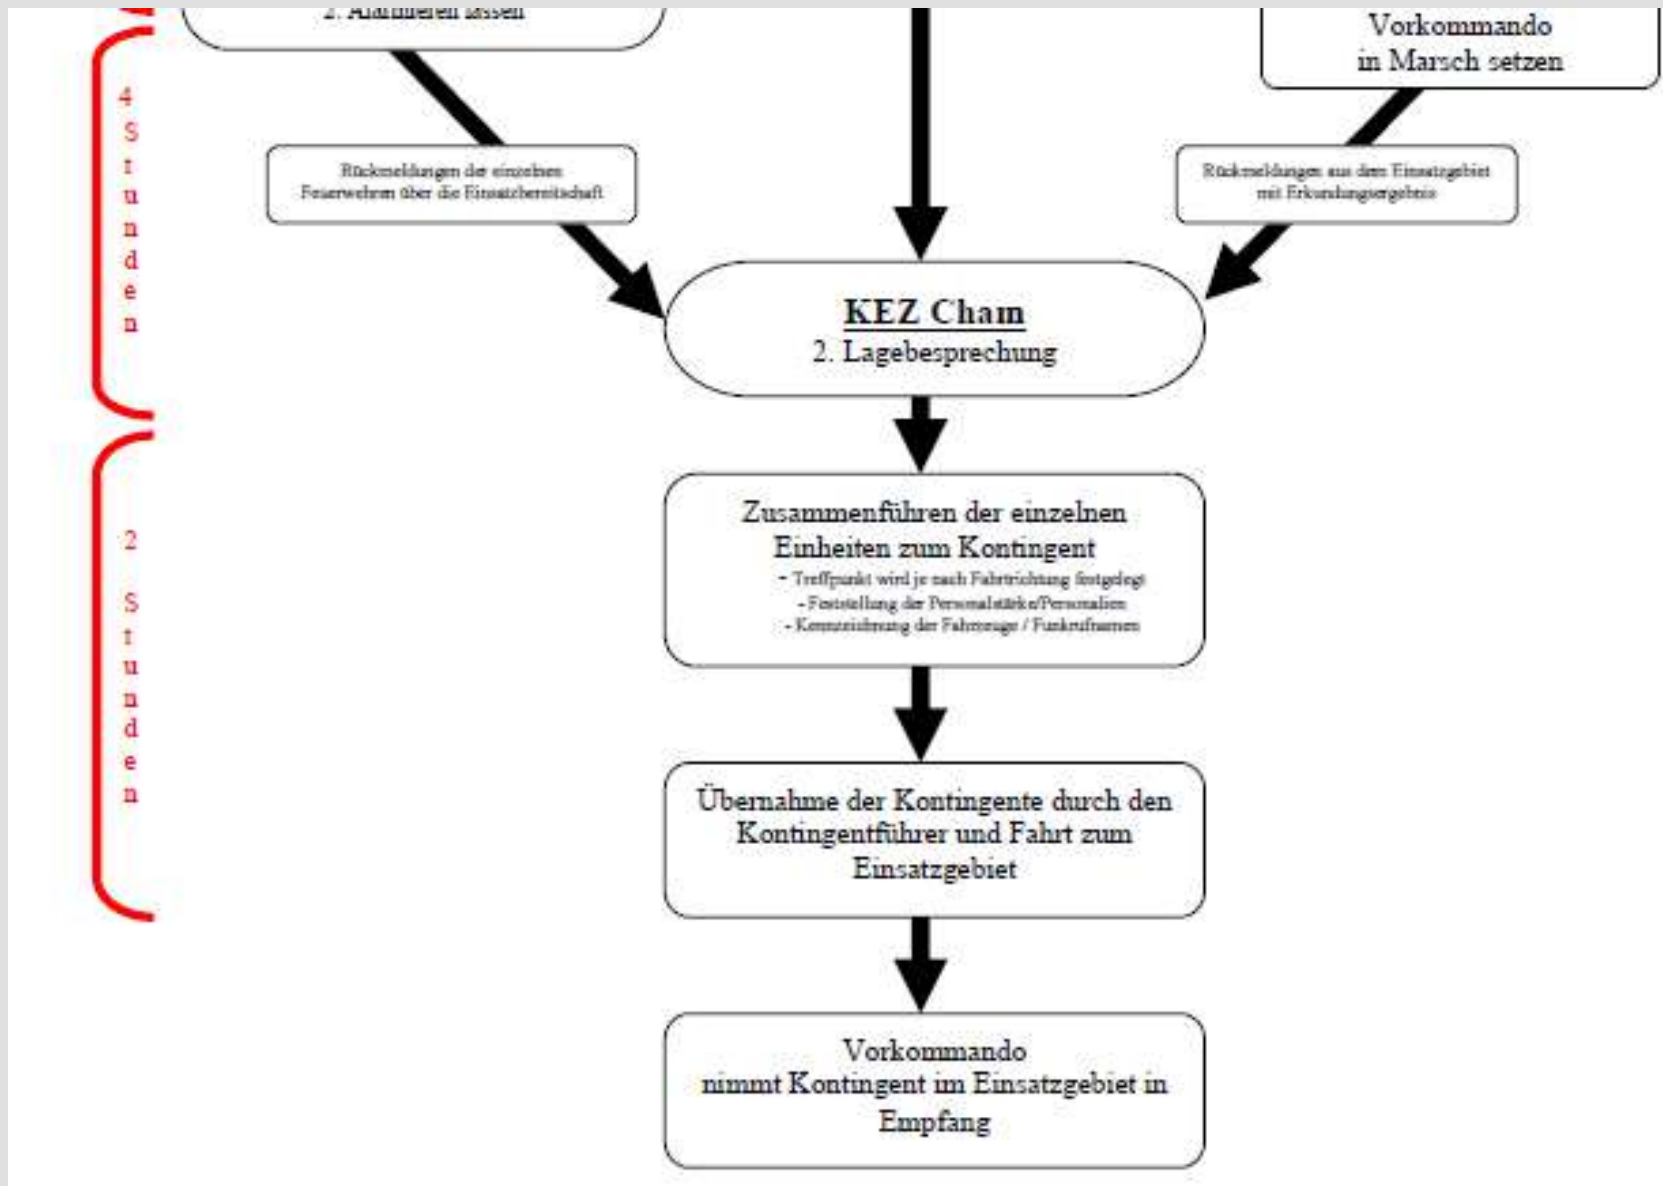 2. Alarmieren lassen
Vorkommando
in Marsch setzen
4
Stunden
Rückmeldungen der einzelnen
Feuerwehren über die Einsatzbereitschaft
Rückmeldungen aus dem Einsatzgebiet
mit Erkundungsergebnis
KEZ Cham
2. Lagebesprechung
2
Stunden
Zusammenführen der einzelnen
Einheiten zum Kontingent
- Treffpunkt wird je nach Fahrtrichtung festgelegt
- Feststellung der Personalstärke/Personalien
- Kennzeichnung der Fahrzeuge / Funkrufnamen
Übernahme der Kontingente durch den
Kontingentführer und Fahrt zum
Einsatzgebiet
Vorkommando
nimmt Kontingent im Einsatzgebiet in
Empfang